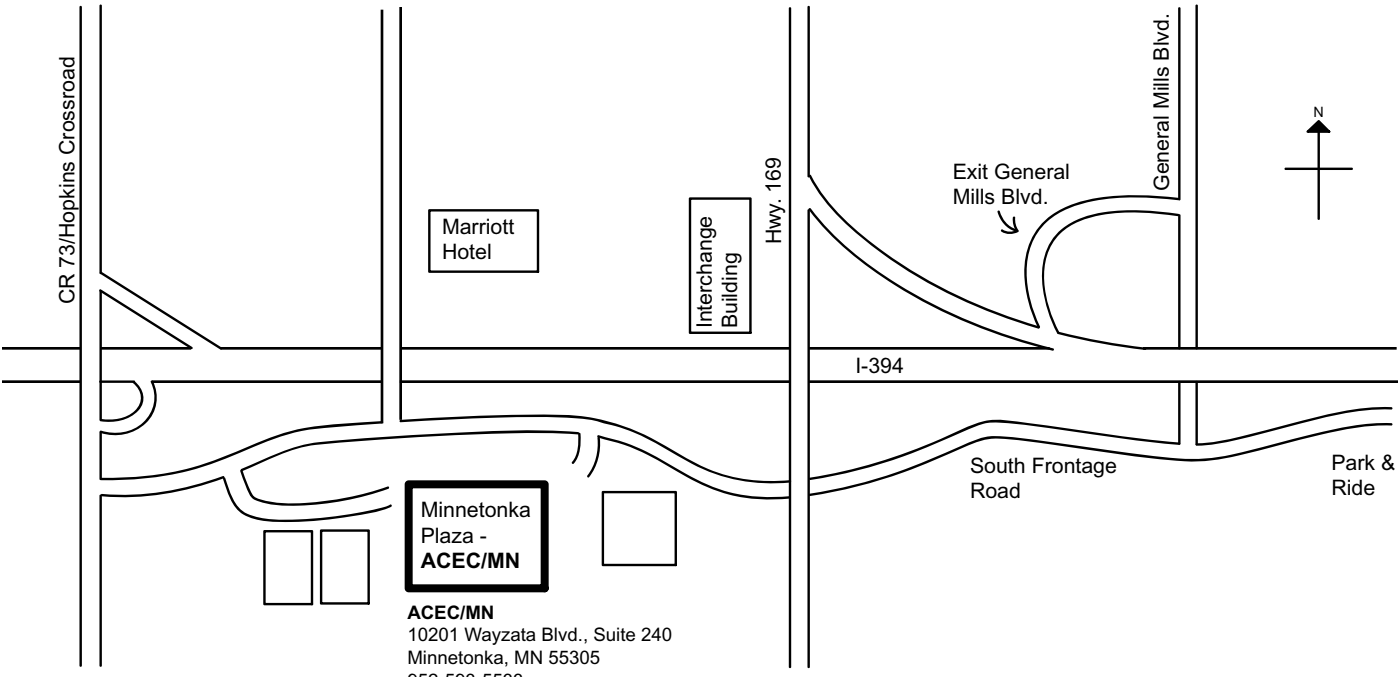 CR 73/Hopkins Crossroad
Marriott
Hotel
Interchange
Building
Hwy. 169
Exit General
Mills Blvd.
General Mills Blvd.
N
I-394
South Frontage
Road
Park &
Ride
Minnetonka
Plaza -
ACEC/MN
ACEC/MN
10201 Wayzata Blvd., Suite 240
Minnetonka, MN 55305